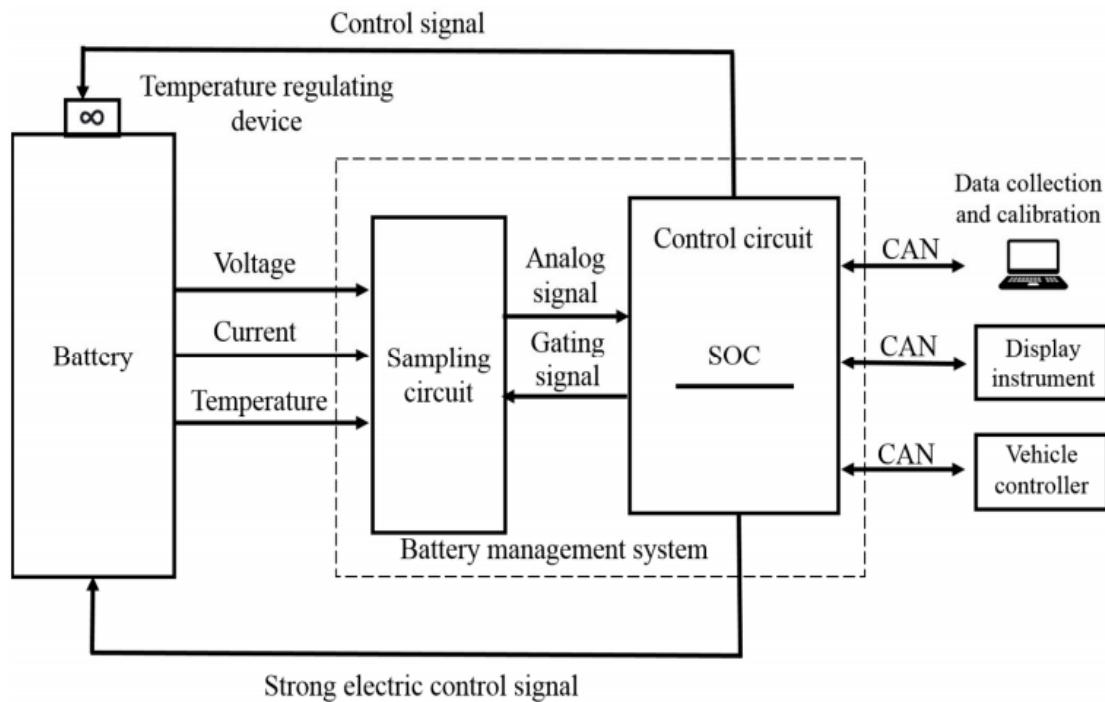 Control signal
Temperature regulating
device
∞
Data collection
and calibration
Control circuit
CAN
Voltage
Analog
signal
Battery
Current
Sampling
circuit
Gating
signal
SOC
CAN
Display
instrument
Temperature
CAN
Vehicle
controller
Battery management system
Strong electric control signal